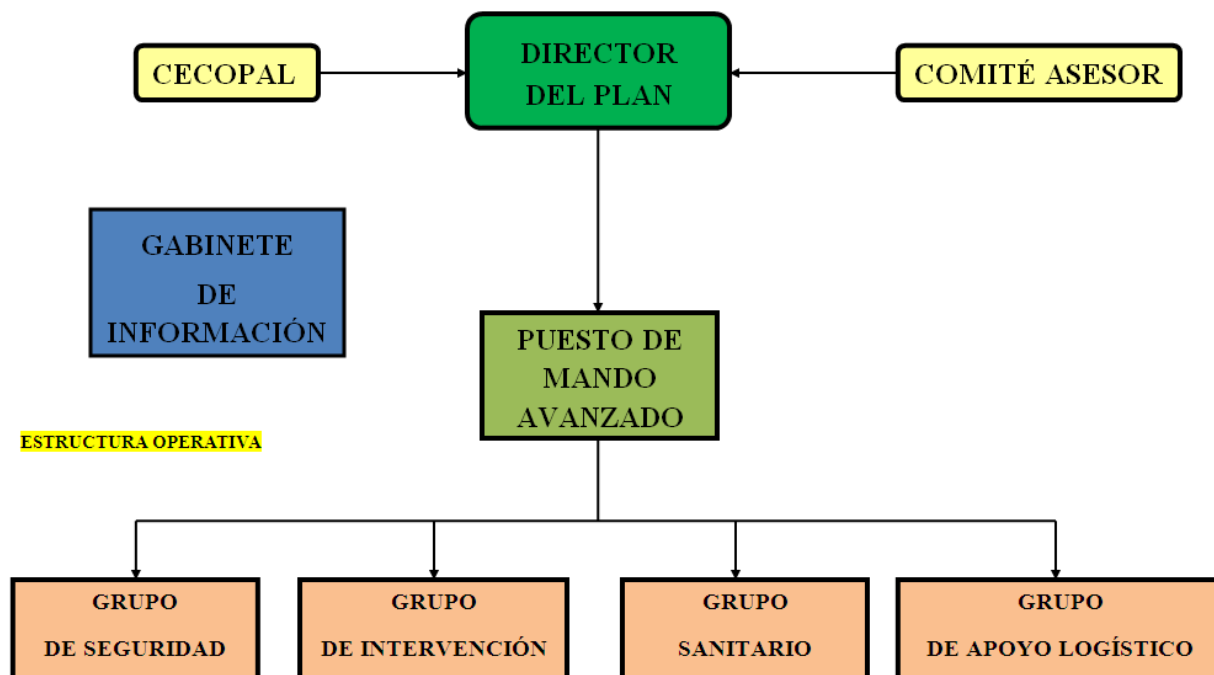 CECOPAL
DIRECTOR
DEL PLAN
COMITÉ ASESOR
GABINETE
DE
INFORMACIÓN
PUESTO DE
MANDO
AVANZADO
ESTRUCTURA OPERATIVA
GRUPO
DE SEGURIDAD
GRUPO
DE INTERVENCIÓN
GRUPO
SANITARIO
GRUPO
DE APOYO LOGÍSTICO